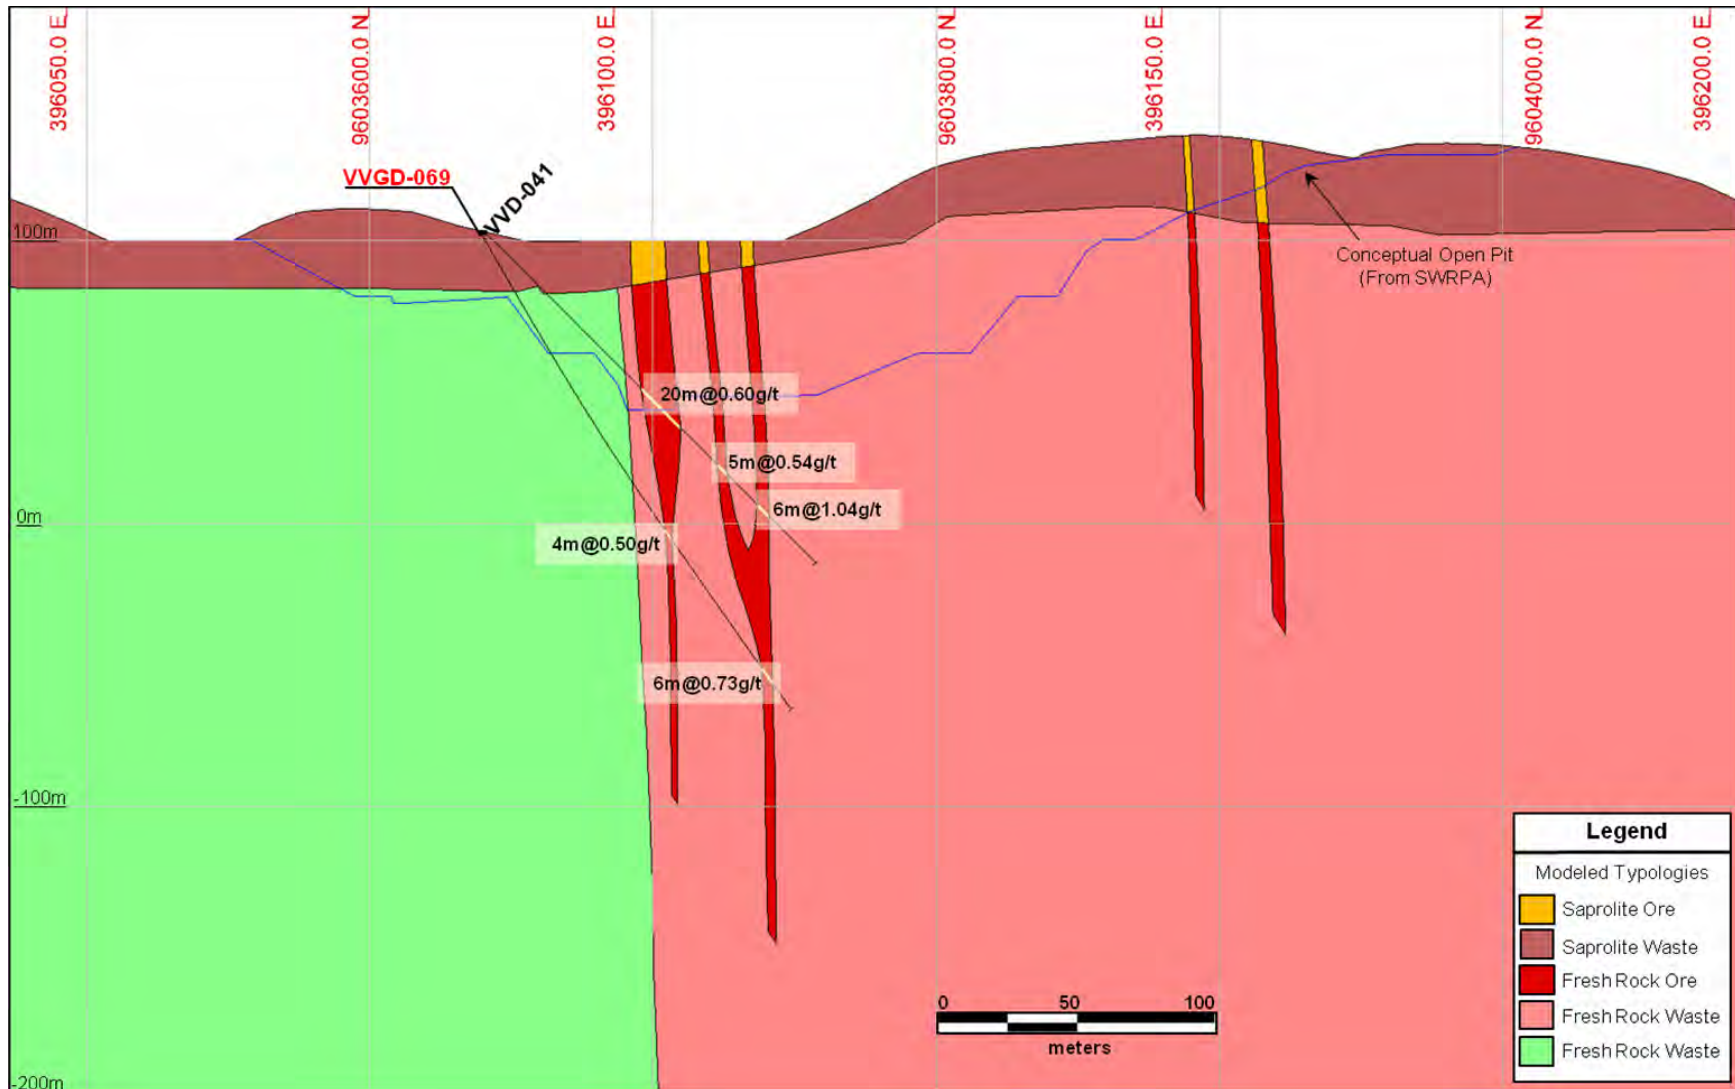 396050.0 E
9603600.0 N
396100.0 E
9603800.0 N
396150.0 E
9604000.0 N
396200.0 E
VVGD-069
VVD-041
100m
Conceptual Open Pit
(From SWRPA)
20m@0.60g/t
5m@0.54g/t
6m@1.04g/t
0m
4m@0.50g/t
6m@0.73g/t
-100m
0 50 100
meters
Legend
Modeled Typologies
Saprolite Ore
Saprolite Waste
Fresh Rock Ore
Fresh Rock Waste
Fresh Rock Waste
-200m